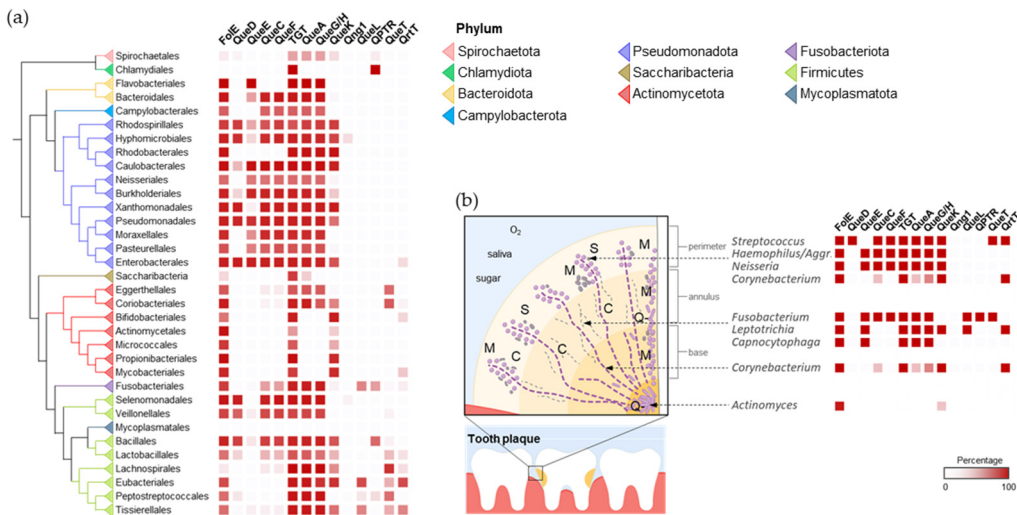 (a)
FolE QueD QueE QueC QueF TGT QueA QueG/H QueK Qng1 QueL QPTR QueT QrtT
Spirochaetales
Chlamydiales
Flavobacteriales
Bacteroidales
Campylobacterales
Rhodospirillales
Hyphomicrobiales
Rhodobacterales
Caulobacterales
Neisseriales
Burkholderiales
Xanthomonadales
Pseudomonadales
Moraxellales
Pasteurellales
Enterobacterales
Saccharibacteria
Eggerthellales
Coriobacteriales
Bifidobacteriales
Actinomycetales
Micrococcales
Propionibacteriales
Mycobacteriales
Fusobacteriales
Selenomonadales
Veillonellales
Mycoplasmatales
Bacillales
Lactobacillales
Lachnospirales
Eubacteriales
Peptostreptococcales
Tissierellales
Phylum
Spirochaetota
Chlamydiota
Bacteroidota
Campylobacterota
Pseudomonadota
Saccharibacteria
Actinomycetota
Fusobacteriota
Firmicutes
Mycoplasmatota
(b)
FolE QueD QueE QueC QueF TGT QueA QueG/H QueK Qng1 QueL QPTR QueT QrtT
O2
saliva
sugar
S
M
M
S
M
M
C
Q-
S
C
M
M
C
C
Q-
perimeter
annulus
base
Streptococcus
Haemophilus/Aggr.
Neisseria
Corynebacterium
Fusobacterium
Leptotrichia
Capnocytophaga
Corynebacterium
Actinomyces
Tooth plaque
Percentage
0 100